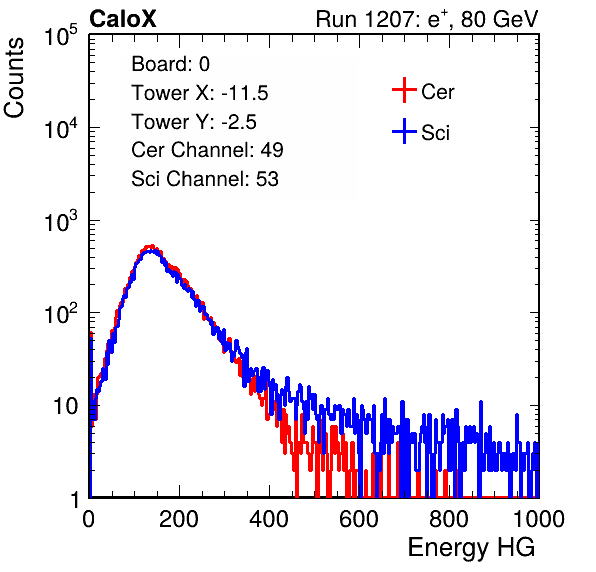 CaloX Run 1207: e⁺, 80 GeV
Counts
Board: 0
Tower X: -11.5
Tower Y: -2.5
Cer Channel: 49
Sci Channel: 53
Cer
Sci
10⁵
10⁴
10³
10²
10
1
0 200 400 600 800 1000
Energy HG